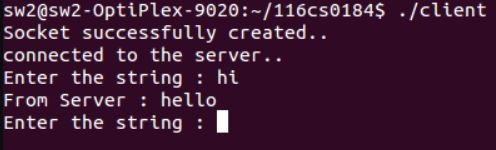 sw2@sw2-OptiPlex-9020:~/116cs0184$ ./client
Socket successfully created..
connected to the server..
Enter the string : hi
From Server : hello
Enter the string :